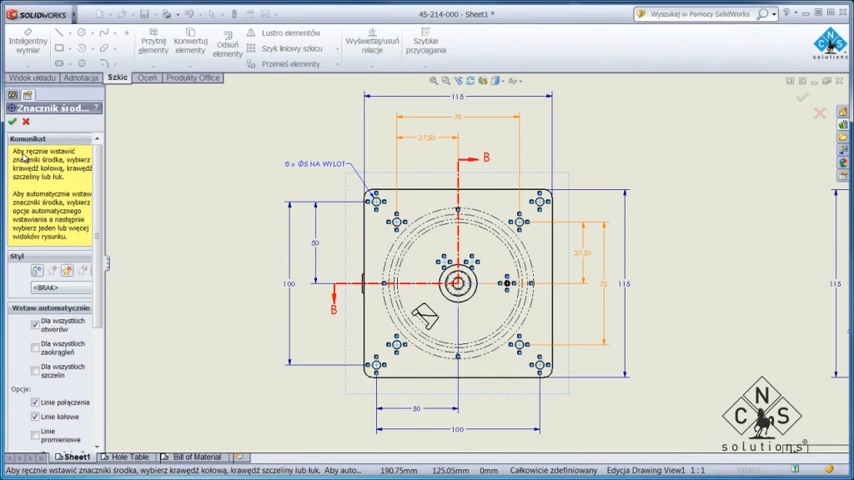 SOLIDWORKS
45-214-000 - Sheet1 *
Wyszukaj w Pomocy SolidWorks
Inteligentny wymiar
Przytnij elementy
Konwertuj elementy
Odsuń elementy
Lustro elementów
Szyk liniowy szkicu
Przenieś elementy
Wyświetl/usuń relacje
Szybkie przyciągania
CNS
solutions
Widok układu
Adnotacja
Szkic
Oceń
Produkty Office
Znacznik środ...
?
Komunikat
Aby ręcznie wstawić
znaczniki środka, wybierz
krawędź kołową, krawędź
szczeliny lub łuk.
Aby automatycznie wstaw
znaczniki środka, wybierz
opcje automatycznego
wstawiania a następnie
wybierz jeden lub więcej
widoków rysunku.
Styl
<BRAK>
Wstaw automatycznie
Dla wszystkich
otworów
Dla wszystkich
zaokrągleń
Dla wszystkich
szczelin
Opcje:
Linie połączenia
Linie kołowe
Linie
promieniowe
115
75
37,50
B
8 x Ø5 NA WYLOT
50
100
37,50
75
115
115
B
50
100
N
C S
solutions
Sheet1
Hole Table
Bill of Material
Aby ręcznie wstawić znaczniki środka, wybierz krawędź kołową, krawędź szczeliny lub łuk. Aby auto...
190.75mm
125.05mm
0mm
Całkowicie zdefiniowany
Edycja Drawing View1
1 : 1
MMGS